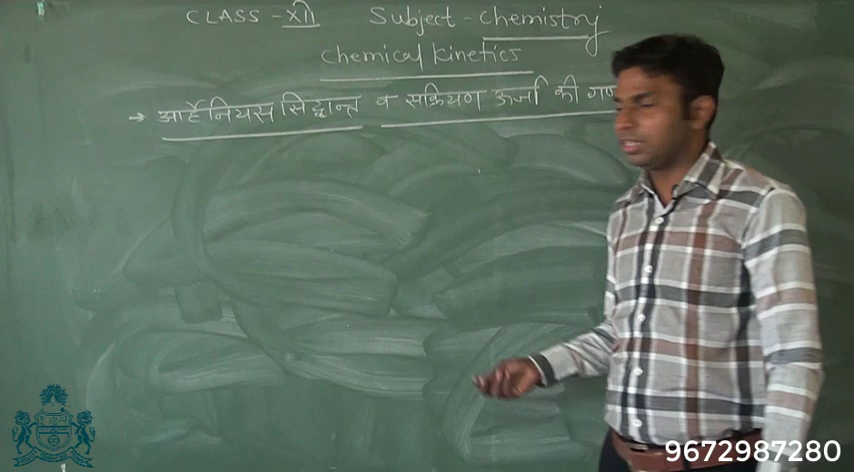 CLASS - XII Subject - Chemistry
Chemical Kinetics
→ आर्हेनियस सिद्धान्त व सक्रियण ऊर्जा की
9672987280